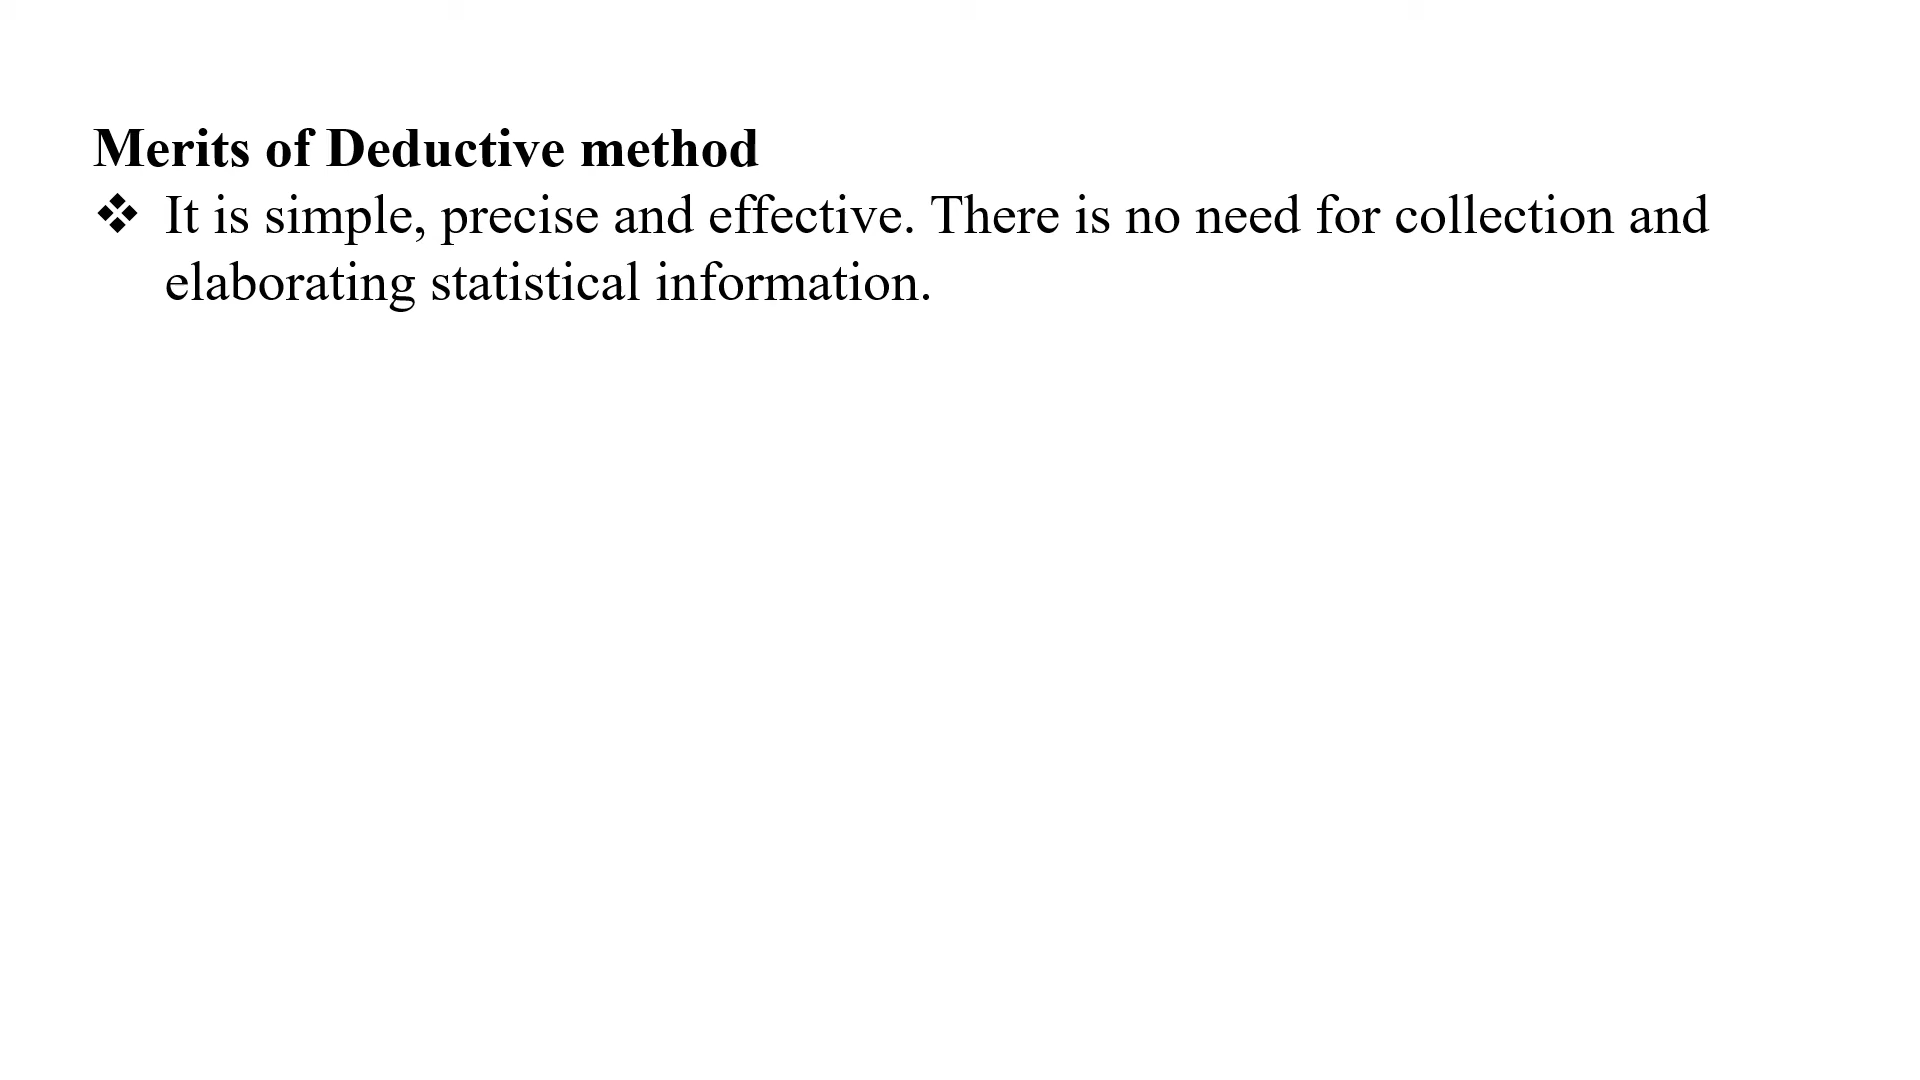 Merits of Deductive method
❖ It is simple, precise and effective. There is no need for collection and
elaborating statistical information.